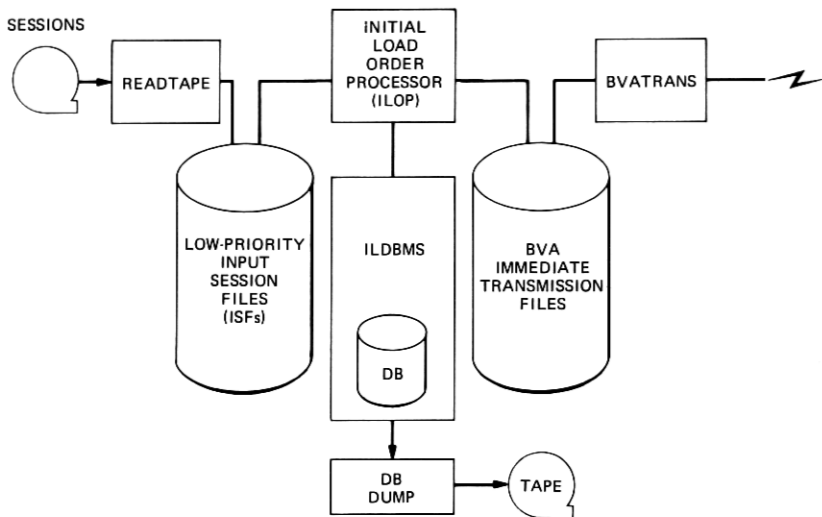 SESSIONS
READTAPE
iNITIAL
LOAD
ORDER
PROCESSOR
(ILOP)
BVATRANS
LOW-PRIORITY
INPUT
SESSION
FILES
(ISFs)
ILDBMS
DB
BVA
IMMEDIATE
TRANSMISSION
FILES
DB
DUMP
TAPE